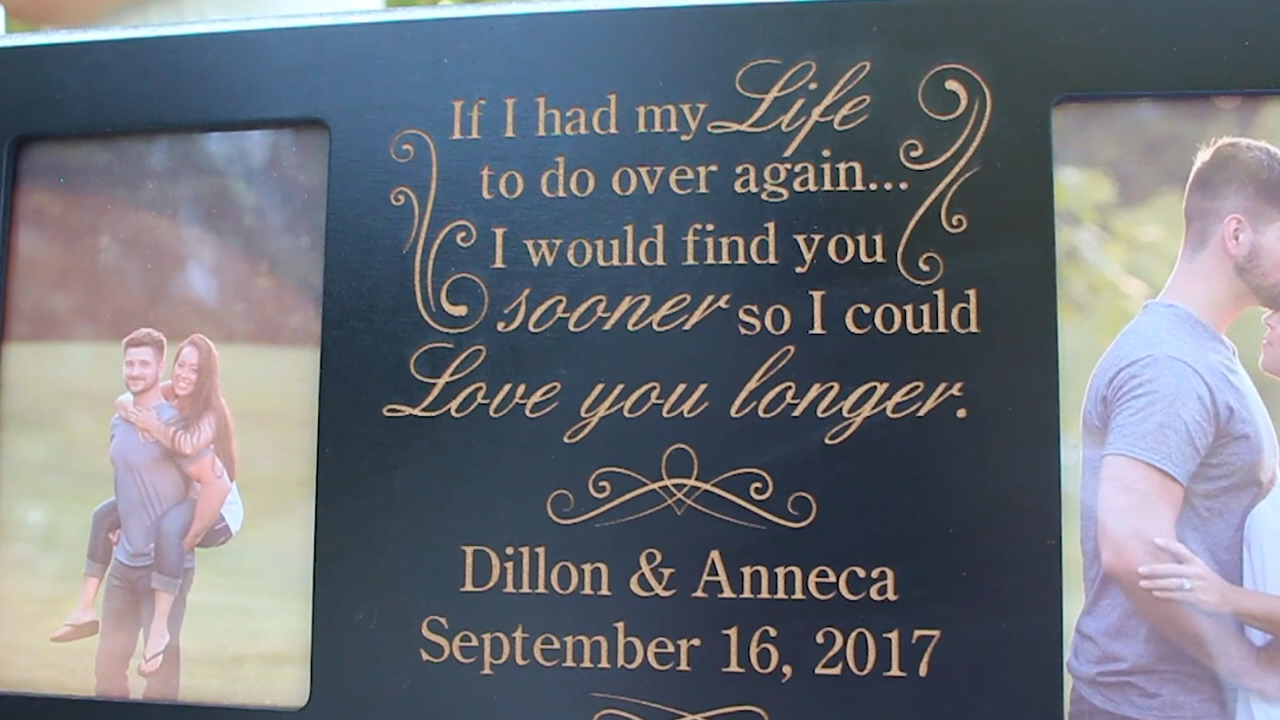 If I had my Life
to do over again...
I would find you
sooner so I could
Love you longer.
Dillon & Anneca
September 16, 2017